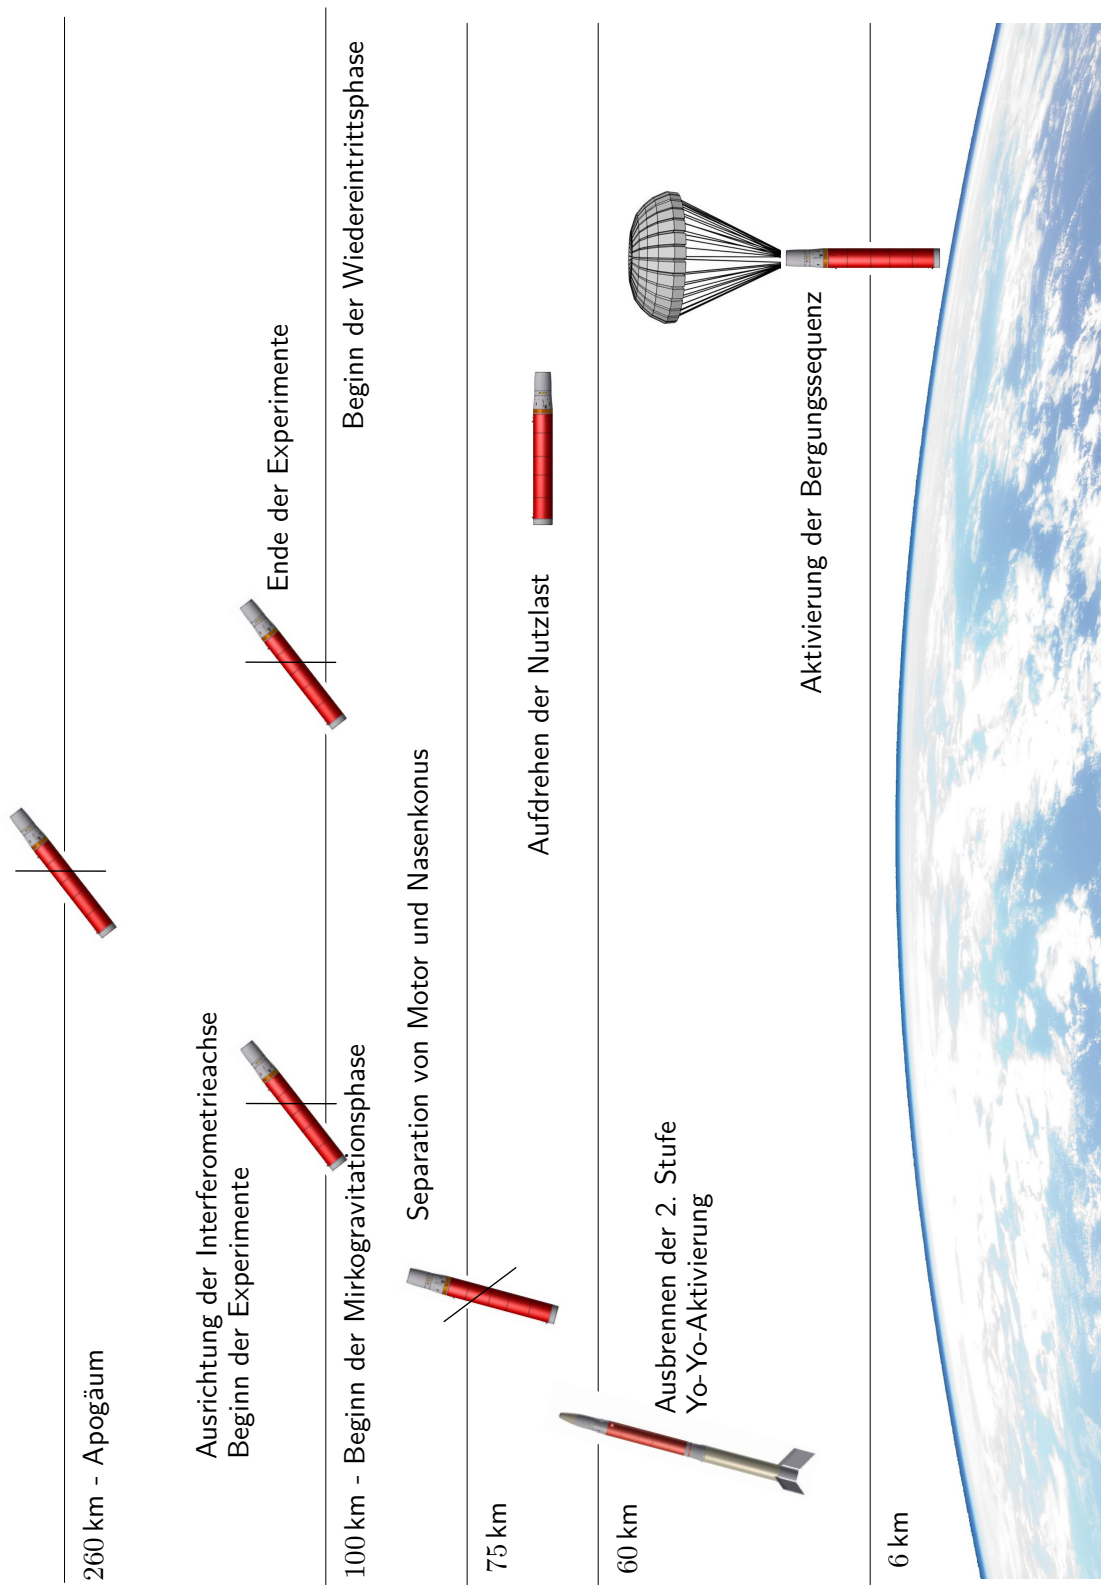 260 km - Apogäum
Ausrichtung der Interferometrieachse
Beginn der Experimente
Ende der Experimente
100 km - Beginn der Mirkogravitationsphase
Beginn der Wiedereintrittsphase
Separation von Motor und Nasenkonus
75 km
Aufdrehen der Nutzlast
60 km
Ausbrennen der 2. Stufe
Yo-Yo-Aktivierung
Aktivierung der Bergungssequenz
6 km